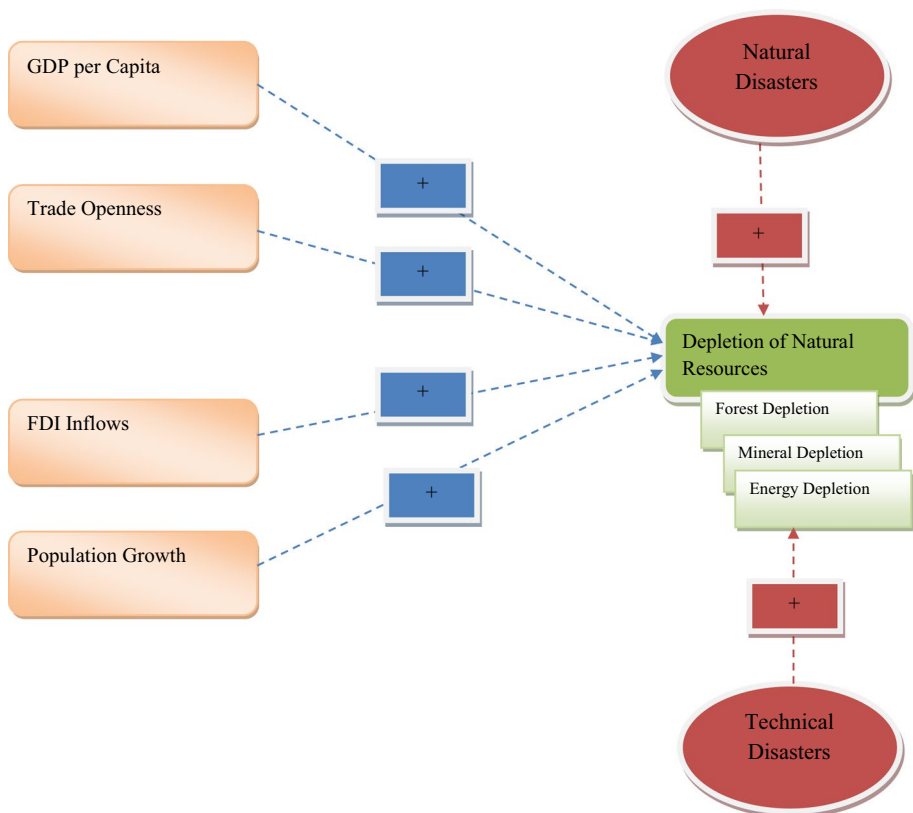 GDP per Capita
Natural
Disasters
+
Trade Openness
+
+
Depletion of Natural
Resources
+
FDI Inflows
Forest Depletion
Mineral Depletion
Energy Depletion
+
Population Growth
+
Technical
Disasters